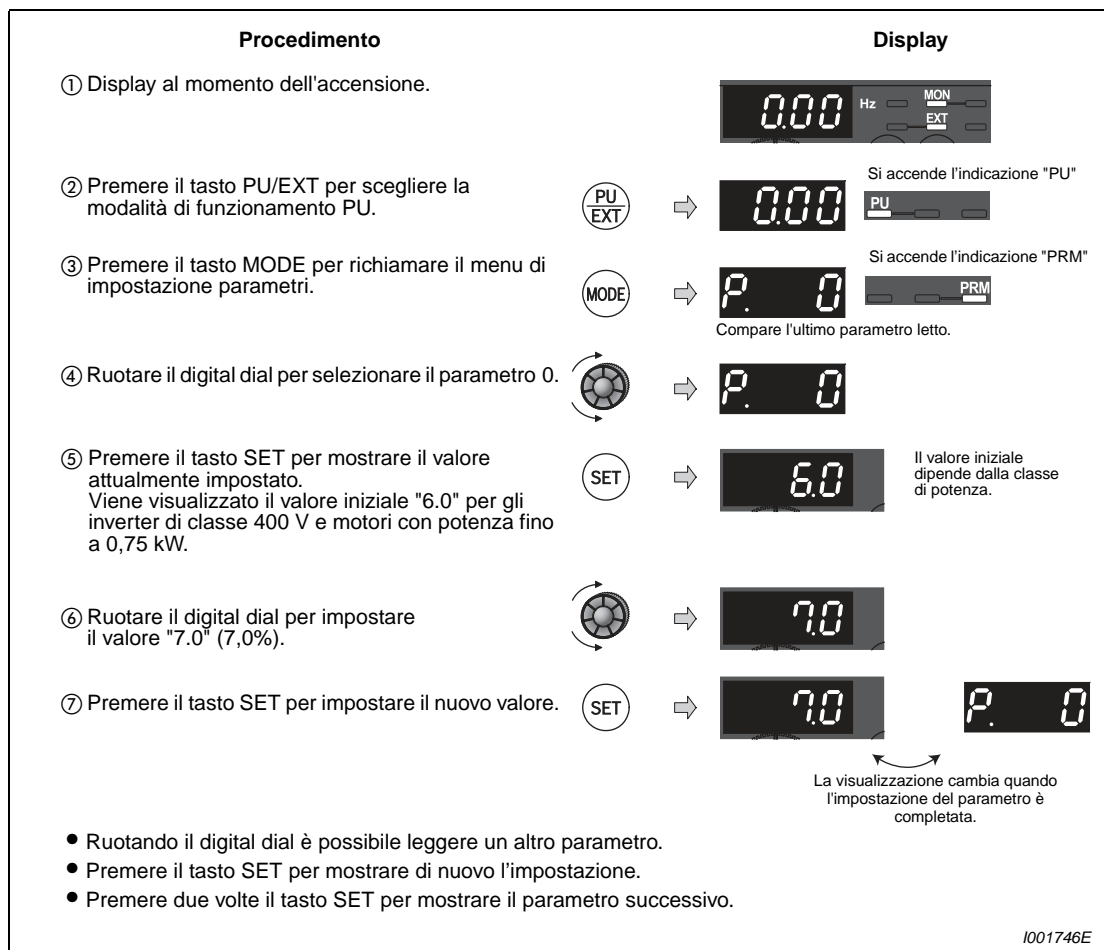 Procedimento
Display
① Display al momento dell'accensione.
0.00 Hz MON
EXT
② Premere il tasto PU/EXT per scegliere la
modalità di funzionamento PU.
PU
EXT
0.00
Si accende l'indicazione "PU"
PU
③ Premere il tasto MODE per richiamare il menu di
impostazione parametri.
MODE
P. 0
Si accende l'indicazione "PRM"
PRM
Compare l'ultimo parametro letto.
④ Ruotare il digital dial per selezionare il parametro 0.
P. 0
⑤ Premere il tasto SET per mostrare il valore
attualmente impostato.
Viene visualizzato il valore iniziale "6.0" per gli
inverter di classe 400 V e motori con potenza fino
a 0,75 kW.
SET
6.0
Il valore iniziale
dipende dalla classe
di potenza.
⑥ Ruotare il digital dial per impostare
il valore "7.0" (7,0%).
7.0
⑦ Premere il tasto SET per impostare il nuovo valore.
SET
7.0
P. 0
La visualizzazione cambia quando
l'impostazione del parametro è
completata.
● Ruotando il digital dial è possibile leggere un altro parametro.
● Premere il tasto SET per mostrare di nuovo l'impostazione.
● Premere due volte il tasto SET per mostrare il parametro successivo.
I001746E